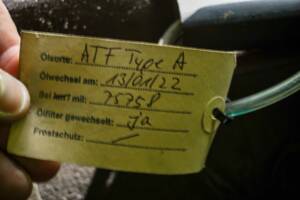 Ölsorte: ATF Type A
Ölwechsel am: 13/01/22
Bei km? mit: 75758
Ölfilter gewechselt: ja
Frostschutz: /